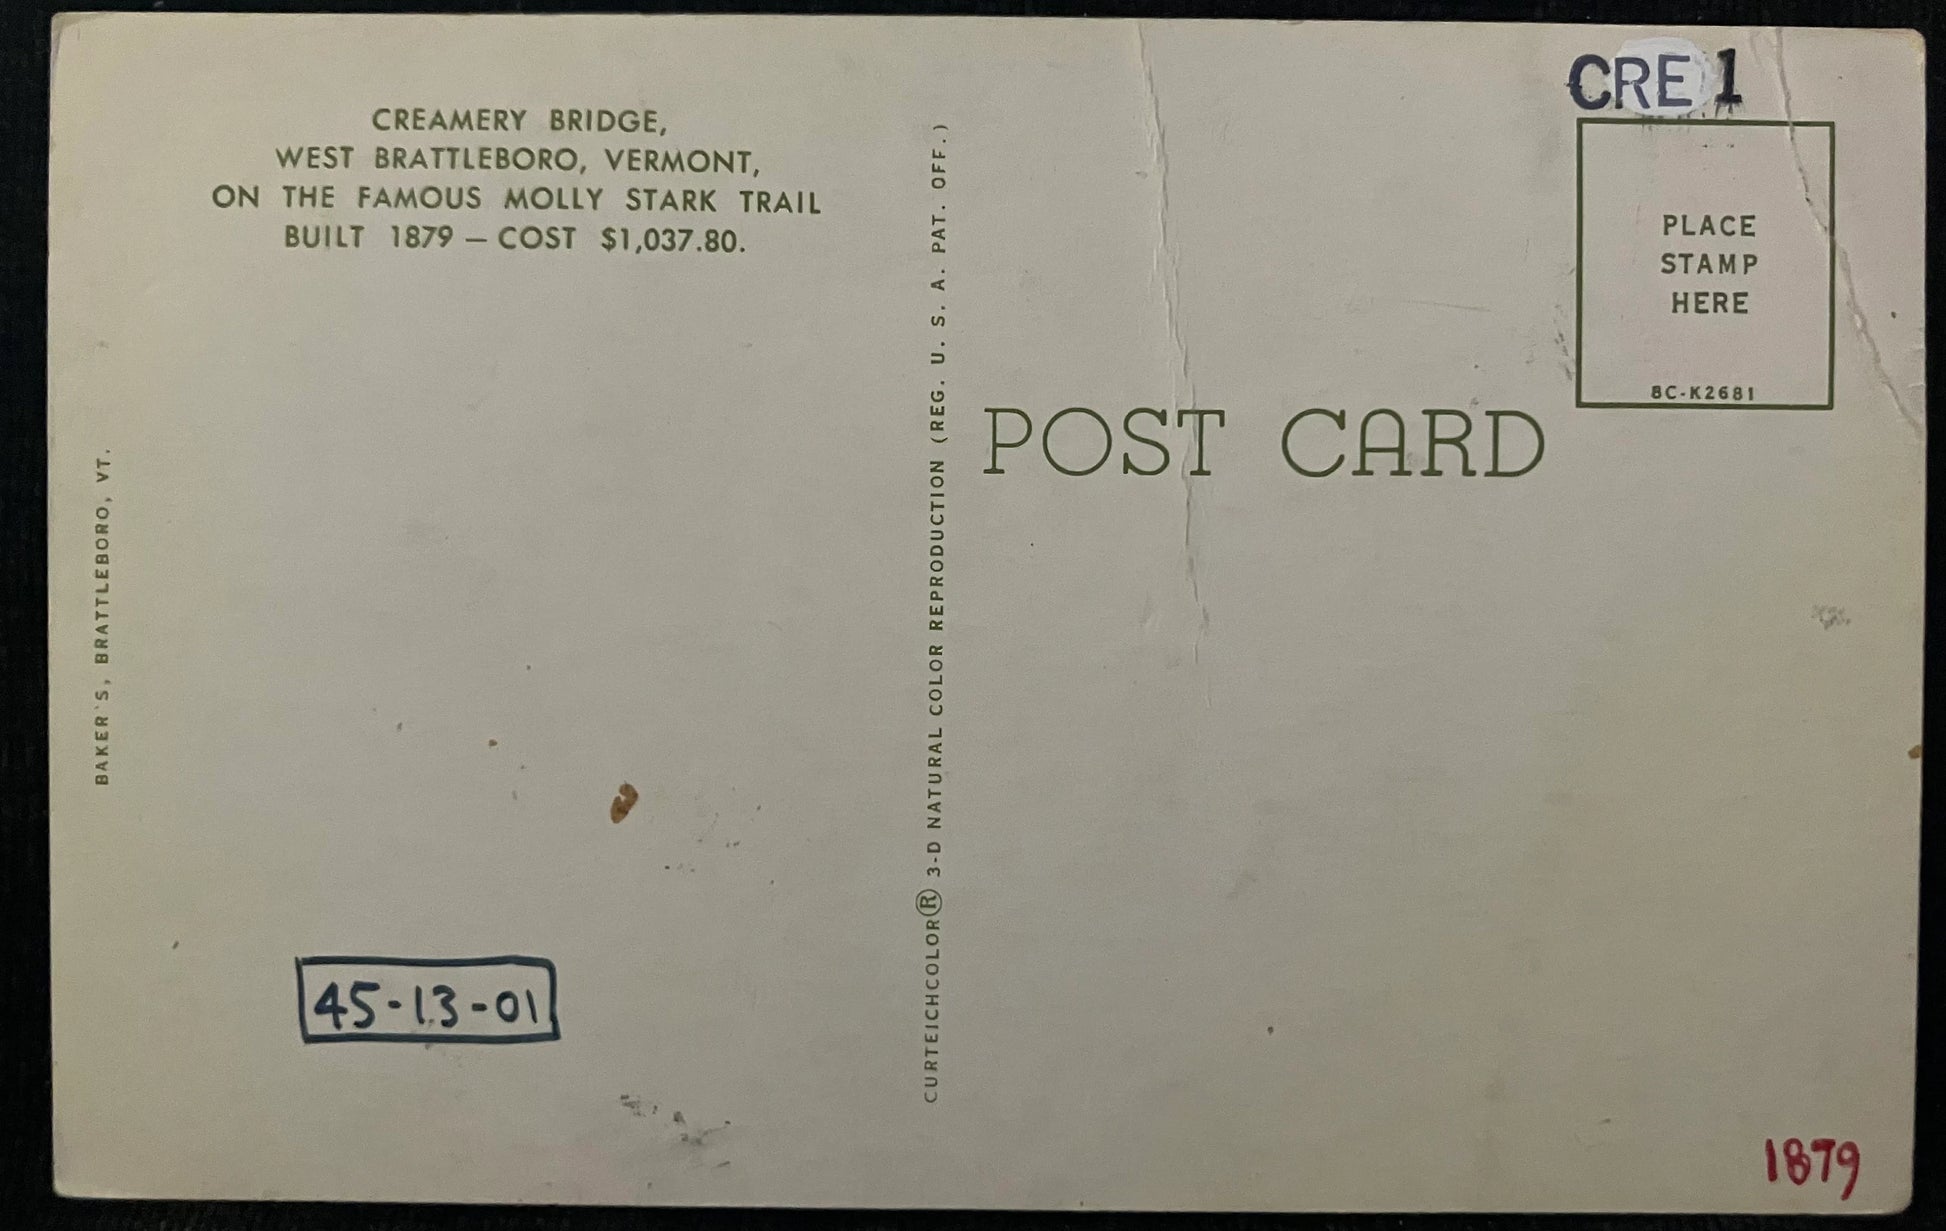 CREAMERY BRIDGE,
WEST BRATTLEBORO, VERMONT,
ON THE FAMOUS MOLLY STARK TRAIL
BUILT 1879 — COST $1,037.80.
BAKER'S, BRATTLEBORO, VT.
45-13-01
CURTEICHCOLOR® 3-D NATURAL COLOR REPRODUCTION (REG. U. S. A. PAT. OFF.)
CRE 1
PLACE
STAMP
HERE
8C-K2681
POST CARD
1879